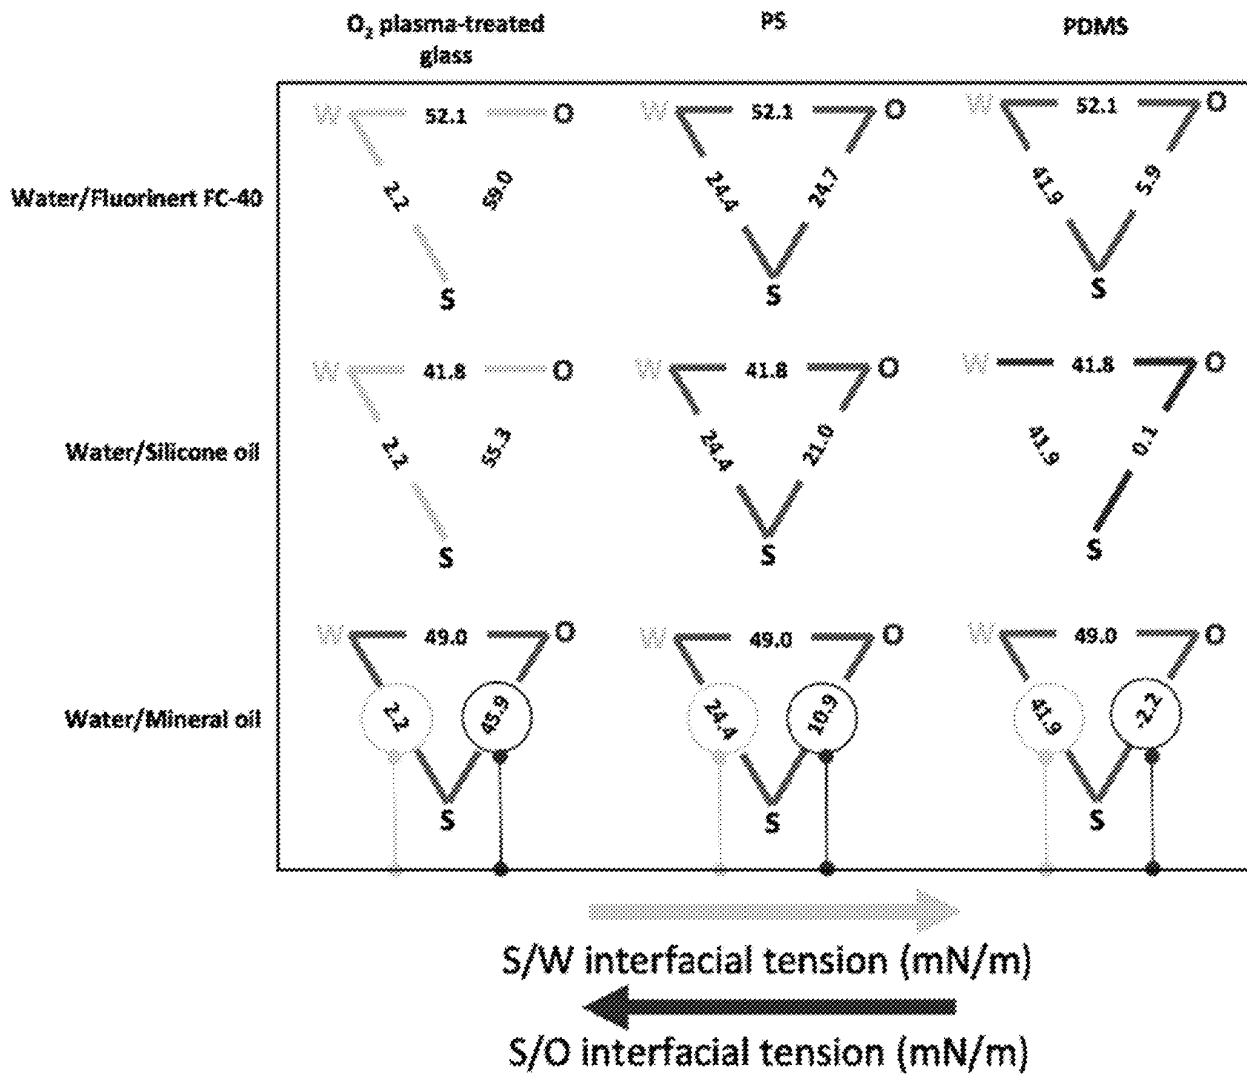 O₂ plasma-treated
glass
PS
PDMS
Water/Fluorinert FC-40
W 52.1 O
2.2 59.0
S
W 52.1 O
24.4 24.7
S
W 52.1 O
41.9 5.9
S
Water/Silicone oil
W 41.8 O
2.2 55.3
S
W 41.8 O
24.4 21.0
S
W 41.8 O
41.9 0.1
S
Water/Mineral oil
W 49.0 O
2.2 45.9
S
W 49.0 O
24.4 10.9
S
W 49.0 O
41.9 -2.2
S
S/W interfacial tension (mN/m)
S/O interfacial tension (mN/m)